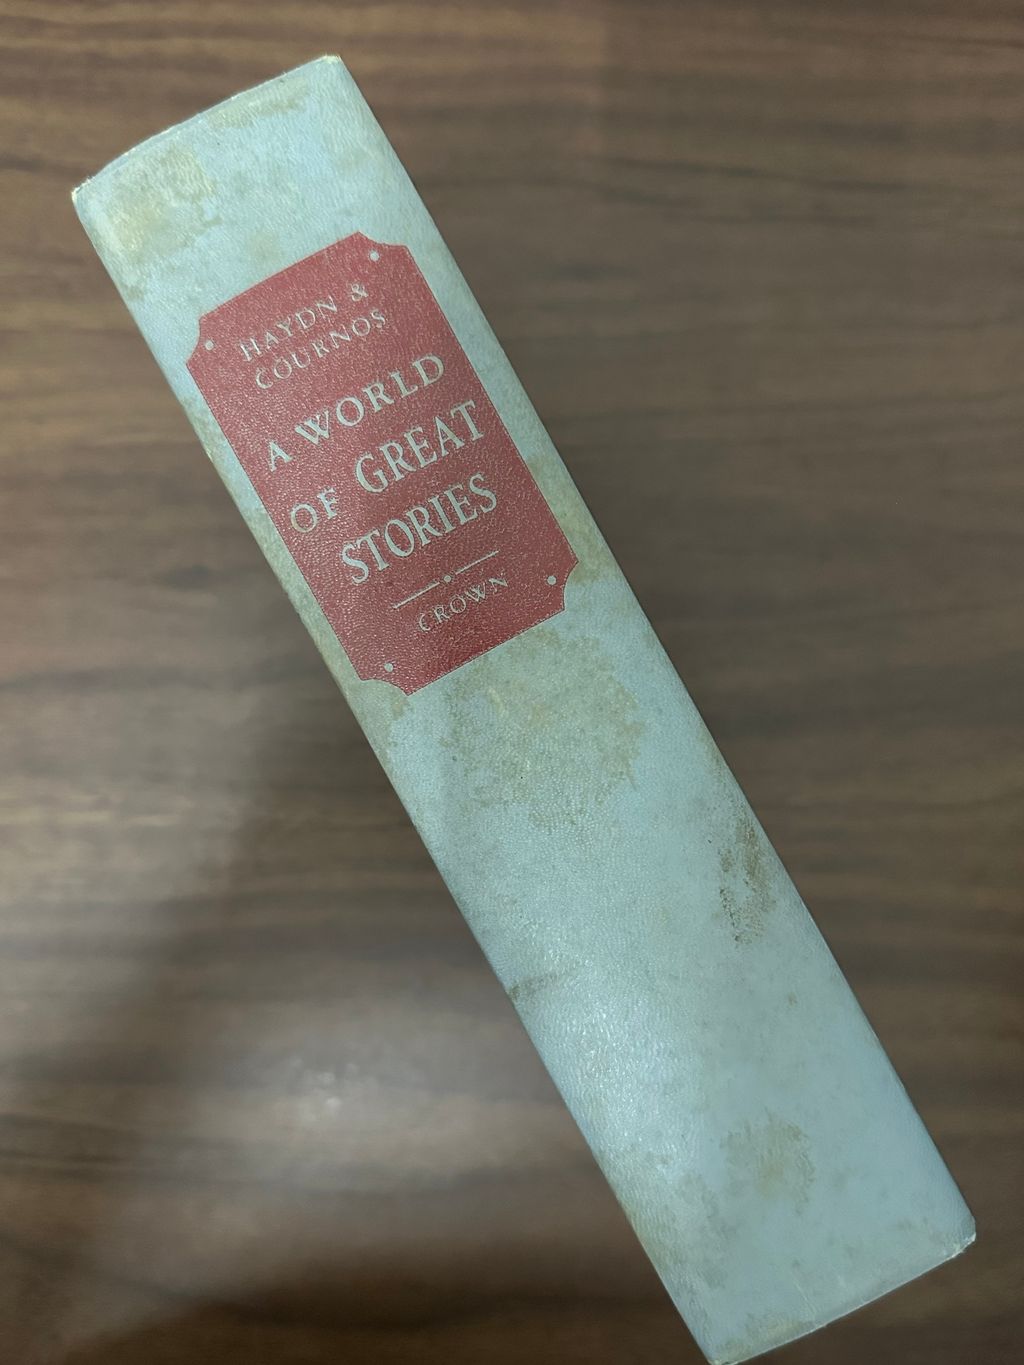 HAYDN &
COURNOS
A WORLD
OF GREAT
STORIES
CROWN